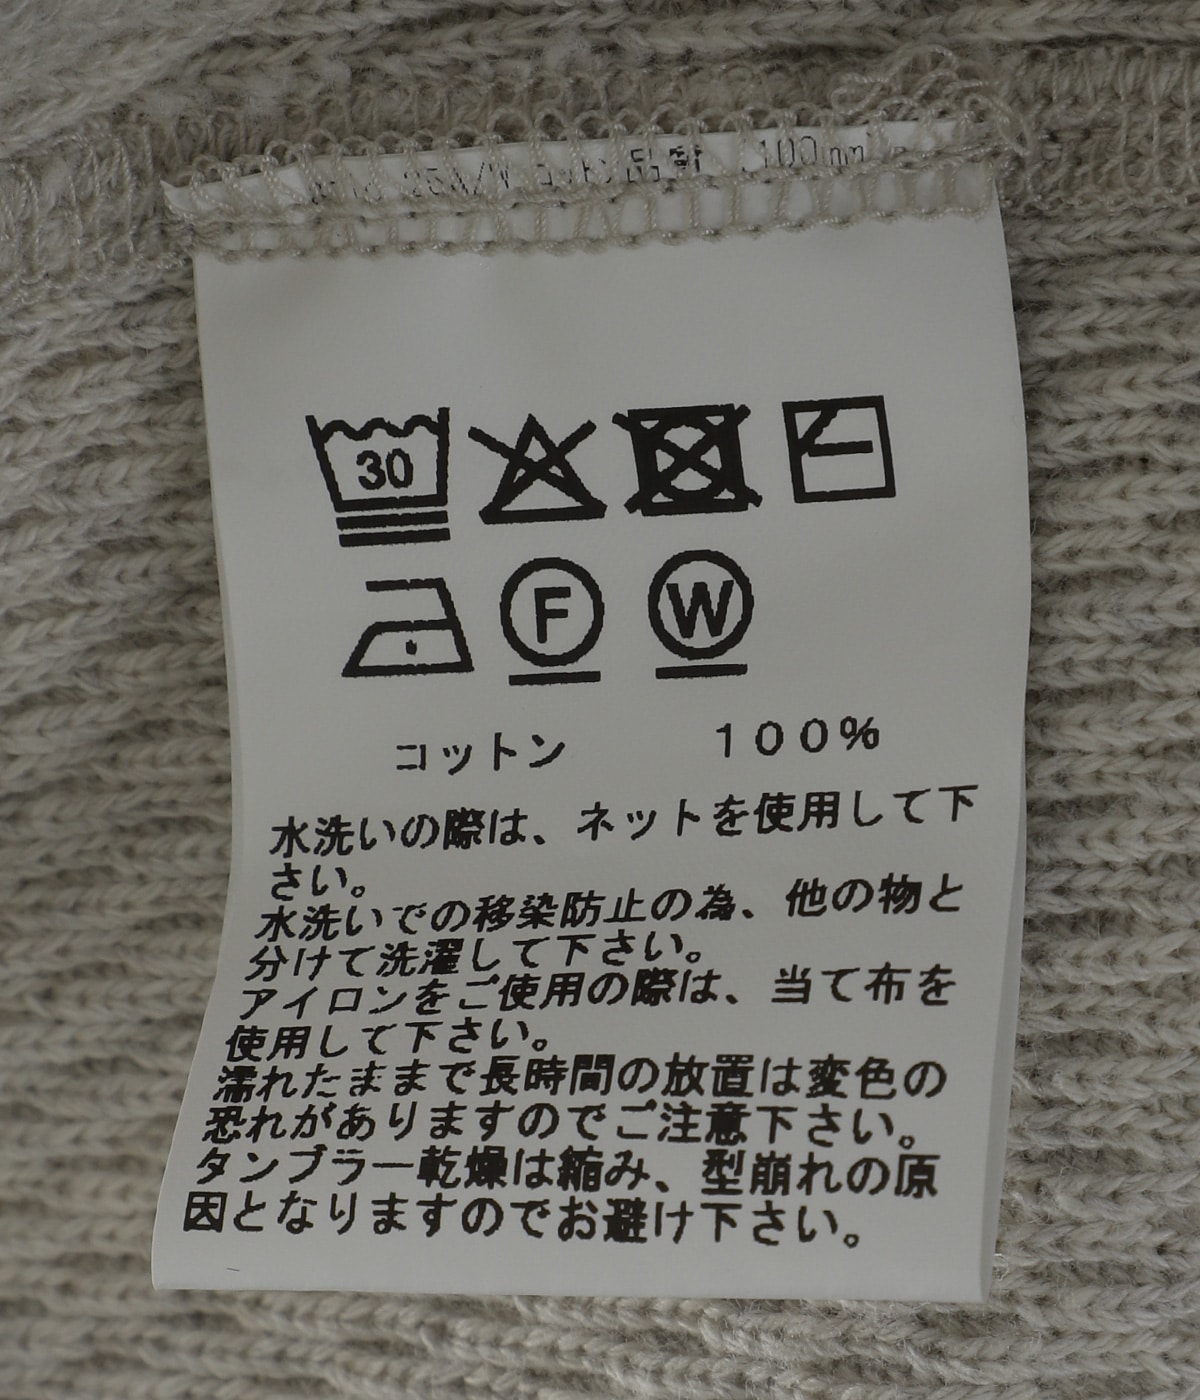 100mm
30
F W
コットン 100%
水洗いの際は、ネットを使用して下
さい。
水洗いでの移染防止の為、他の物と
分けて洗濯して下さい。
アイロンをご使用の際は、当て布を
使用して下さい。
濡れたままで長時間の放置は変色の
恐れがありますのでご注意下さい。
タンブラー乾燥は縮み、型崩れの原
因となりますのでお避け下さい。